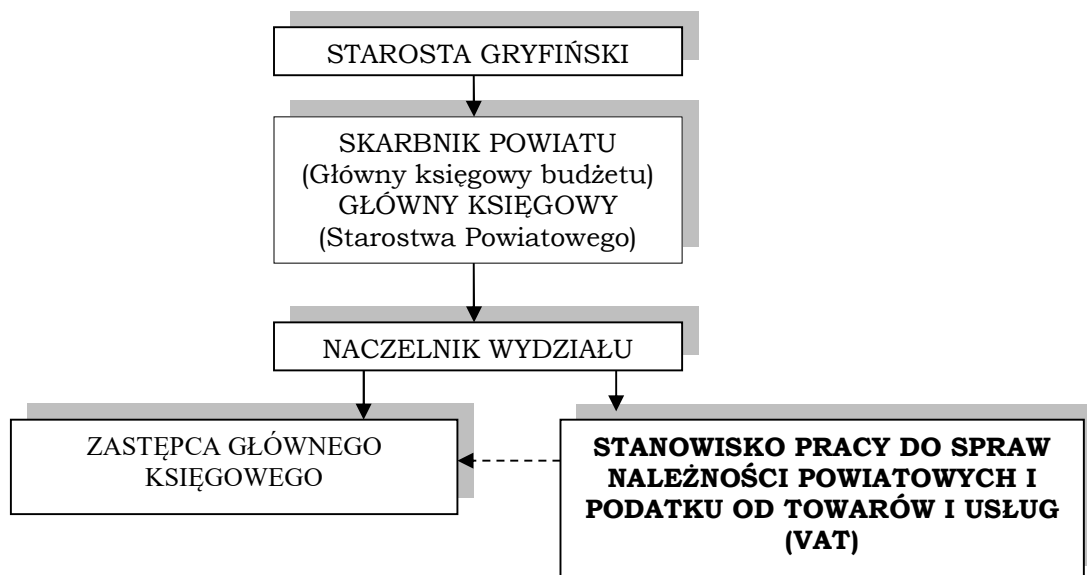 STAROSTA GRYFIŃSKI
SKARBNIK POWIATU
(Główny księgowy budżetu)
GŁÓWNY KSIĘGOWY
(Starostwa Powiatowego)
NACZELNIK WYDZIAŁU
ZASTĘPCA GŁÓWNEGO
KSIĘGOWEGO
STANOWISKO PRACY DO SPRAW
NALEŻNOŚCI POWIATOWYCH I
PODATKU OD TOWARÓW I USŁUG
(VAT)